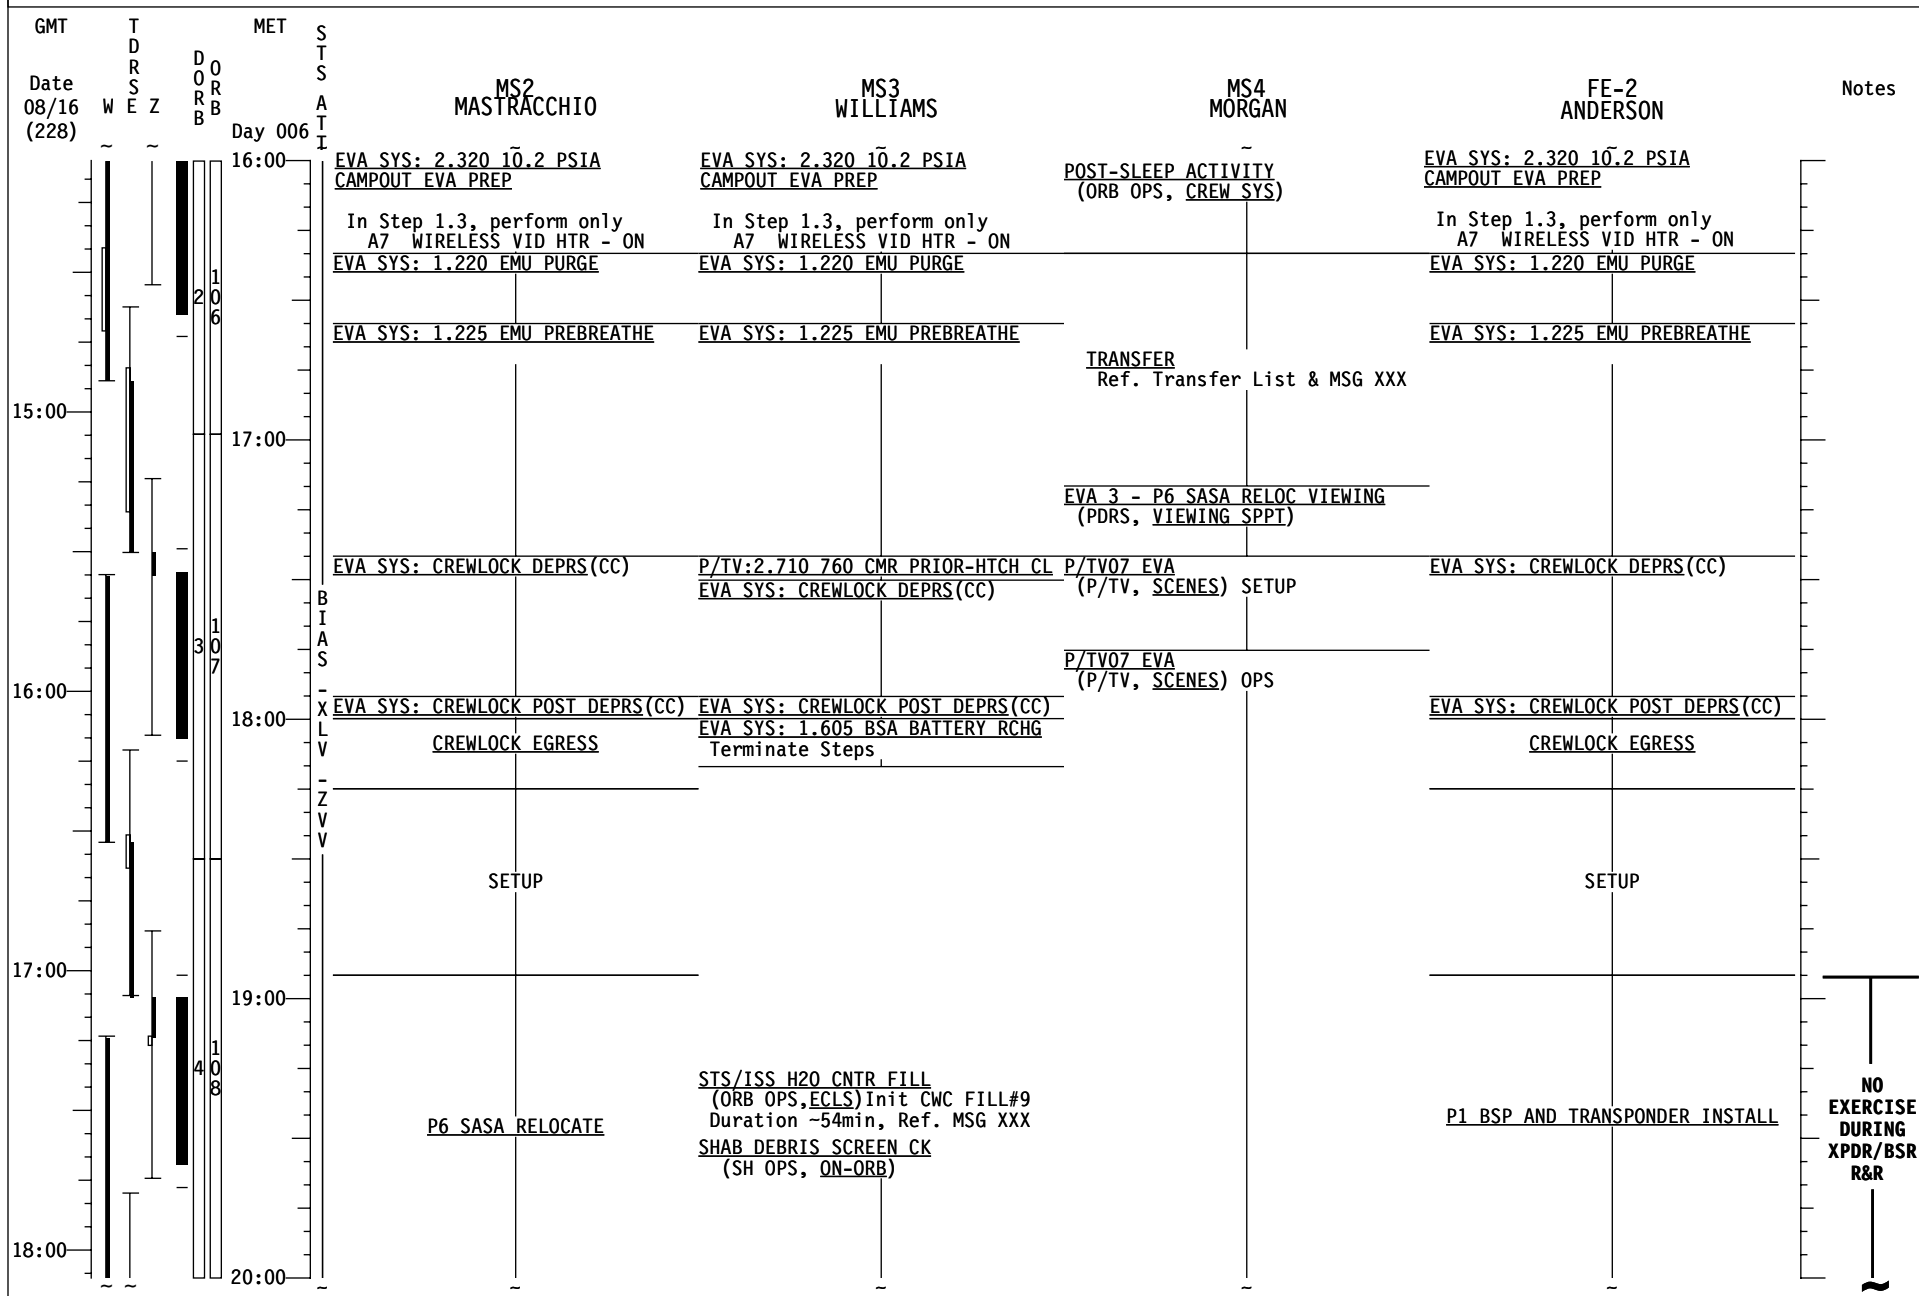 GMT
TDRS
MET
STS ATT
DORB
ORB
Date
08/16
(228)
W E Z
Day 006
MS2
MASTRACCHIO
MS3
WILLIAMS
MS4
MORGAN
FE-2
ANDERSON
Notes
~ ~ ~ ~ ~ ~ ~
16:00
EVA SYS: 2.320 10.2 PSIA
CAMPOUT EVA PREP
In Step 1.3, perform only
A7 WIRELESS VID HTR - ON
EVA SYS: 1.220 EMU PURGE
EVA SYS: 1.225 EMU PREBREATHE
EVA SYS: 2.320 10.2 PSIA
CAMPOUT EVA PREP
In Step 1.3, perform only
A7 WIRELESS VID HTR - ON
EVA SYS: 1.220 EMU PURGE
EVA SYS: 1.225 EMU PREBREATHE
POST-SLEEP ACTIVITY
(ORB OPS, CREW SYS)
TRANSFER
Ref. Transfer List & MSG XXX
EVA SYS: 2.320 10.2 PSIA
CAMPOUT EVA PREP
In Step 1.3, perform only
A7 WIRELESS VID HTR - ON
EVA SYS: 1.220 EMU PURGE
EVA SYS: 1.225 EMU PREBREATHE
2
106
15:00
17:00
EVA 3 - P6 SASA RELOC VIEWING
(PDRS, VIEWING SPPT)
EVA SYS: CREWLOCK DEPRS(CC)
P/TV:2.710 760 CMR PRIOR-HTCH CL
EVA SYS: CREWLOCK DEPRS(CC)
P/TV07 EVA
(P/TV, SCENES) SETUP
EVA SYS: CREWLOCK DEPRS(CC)
3
107
BIAS -XLV -ZVV
P/TV07 EVA
(P/TV, SCENES) OPS
16:00
18:00
EVA SYS: CREWLOCK POST DEPRS(CC)
CREWLOCK EGRESS
EVA SYS: CREWLOCK POST DEPRS(CC)
EVA SYS: 1.605 BSA BATTERY RCHG
Terminate Steps
EVA SYS: CREWLOCK POST DEPRS(CC)
CREWLOCK EGRESS
SETUP
SETUP
17:00
19:00
4
108
P6 SASA RELOCATE
STS/ISS H2O CNTR FILL
(ORB OPS,ECLS)Init CWC FILL#9
Duration ~54min, Ref. MSG XXX
SHAB DEBRIS SCREEN CK
(SH OPS, ON-ORB)
P1 BSP AND TRANSPONDER INSTALL
NO
EXERCISE
DURING
XPDR/BSR
R&R
18:00
20:00
~ ~ ~ ~ ~ ~ ~ ~